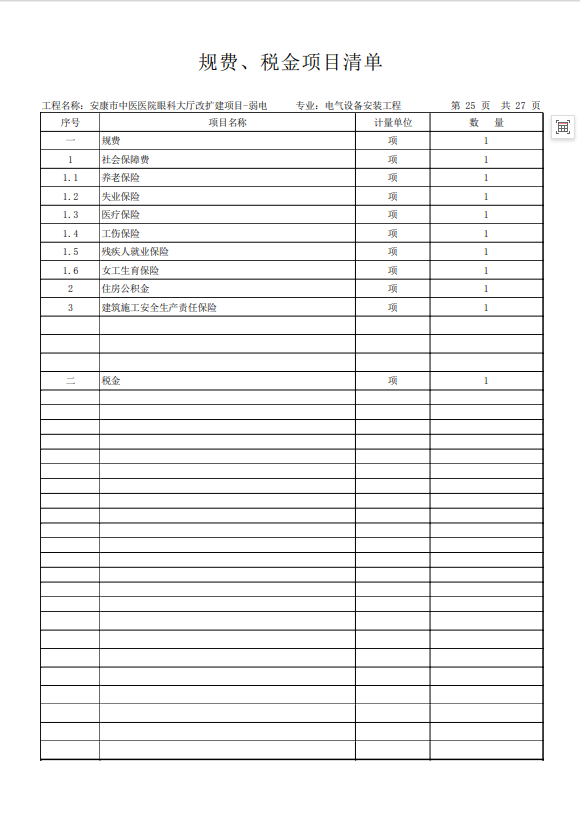 规费、税金项目清单
工程名称: 安康市中医医院眼科大厅改扩建项目-弱电 专业: 电气设备安装工程 第 25 页 共 27 页
序号 项目名称 计量单位 数 量
一 规费 项 1
1 社会保障费 项 1
1.1 养老保险 项 1
1.2 失业保险 项 1
1.3 医疗保险 项 1
1.4 工伤保险 项 1
1.5 残疾人就业保险 项 1
1.6 女工生育保险 项 1
2 住房公积金 项 1
3 建筑施工安全生产责任保险 项 1
二 税金 项 1